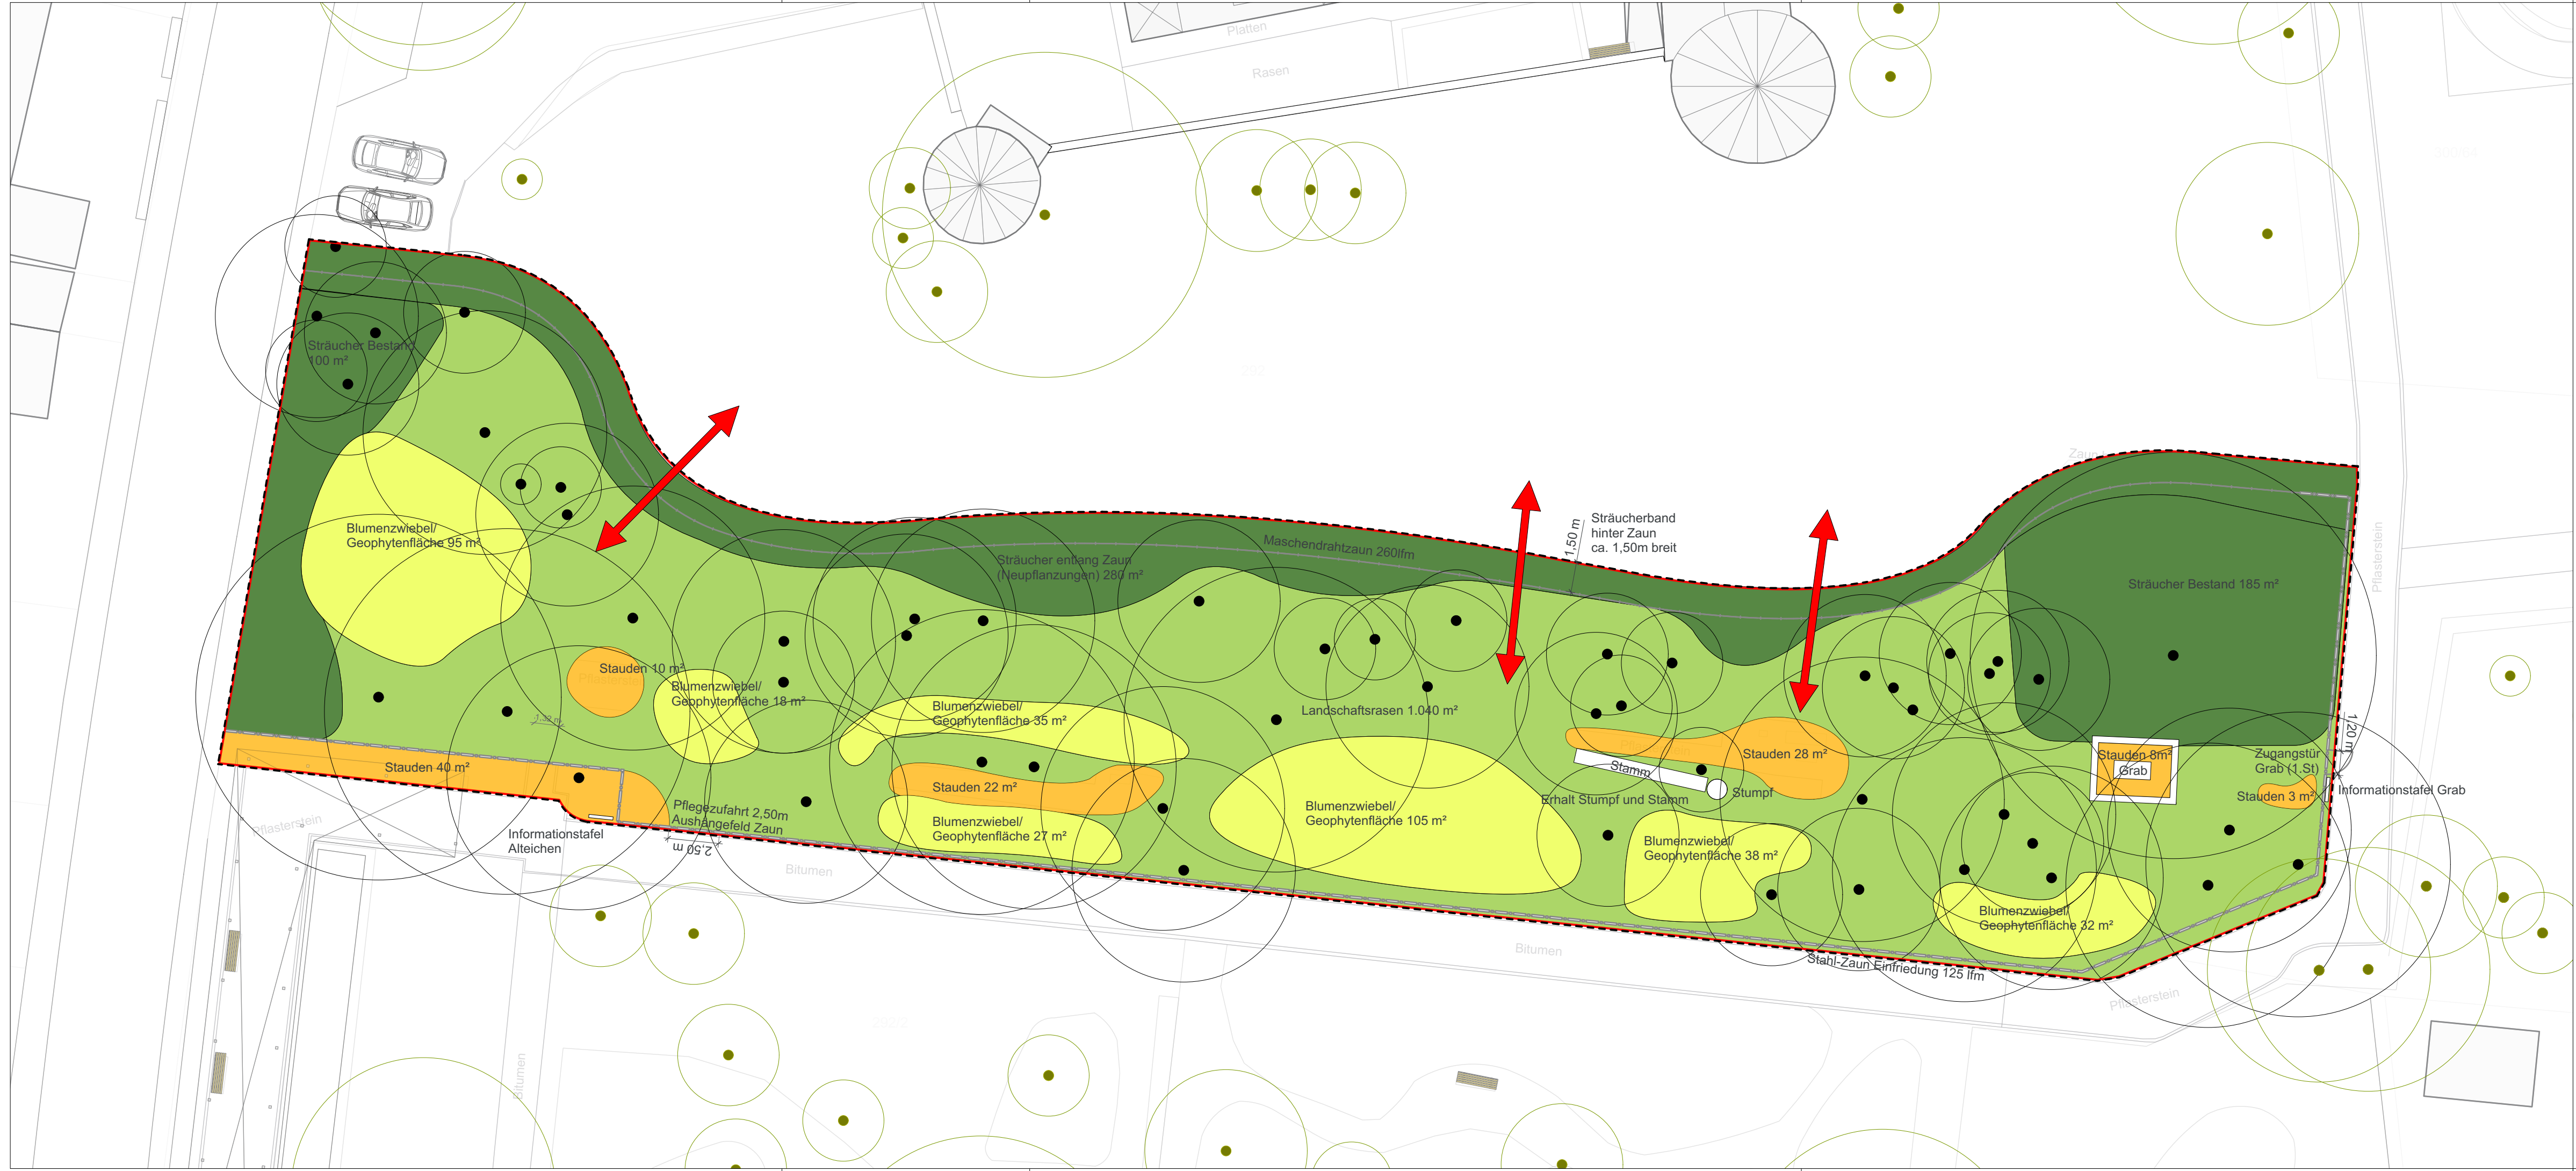 Platten
Rasen
Sträucher Bestand
100 m²
Zaun
Sträucherband
hinter Zaun
ca. 1,50m breit
1,50 m
Maschendrahtzaun 260lfm
Blumenzwiebel/
Geophytenfläche 95 m²
Sträucher entlang Zaun
(Neupflanzungen) 280 m²
Sträucher Bestand 185 m²
Pflasterstein
Stauden 10 m²
Blumenzwiebel/
Geophytenfläche 18 m²
Blumenzwiebel/
Geophytenfläche 35 m²
Landschaftsrasen 1.040 m²
Stauden 28 m²
Stauden 8m²
Grab
Zugangstür
Grab (1.St)
1,20 m
Stauden 40 m²
Stamm
Stumpf
Erhalt Stumpf und Stamm
Stauden 22 m²
Stauden 3 m²
Informationstafel Grab
Pflegezufahrt 2,50m
Aushängefeld Zaun
2,50 m
Blumenzwiebel/
Geophytenfläche 105 m²
Pflasterstein
Informationstafel
Alteichen
Blumenzwiebel/
Geophytenfläche 27 m²
Blumenzwiebel/
Geophytenfläche 38 m²
Bitumen
Blumenzwiebel/
Geophytenfläche 32 m²
Bitumen
Stahl-Zaun Einfriedung 125 lfm
Pflasterstein
Bitumen